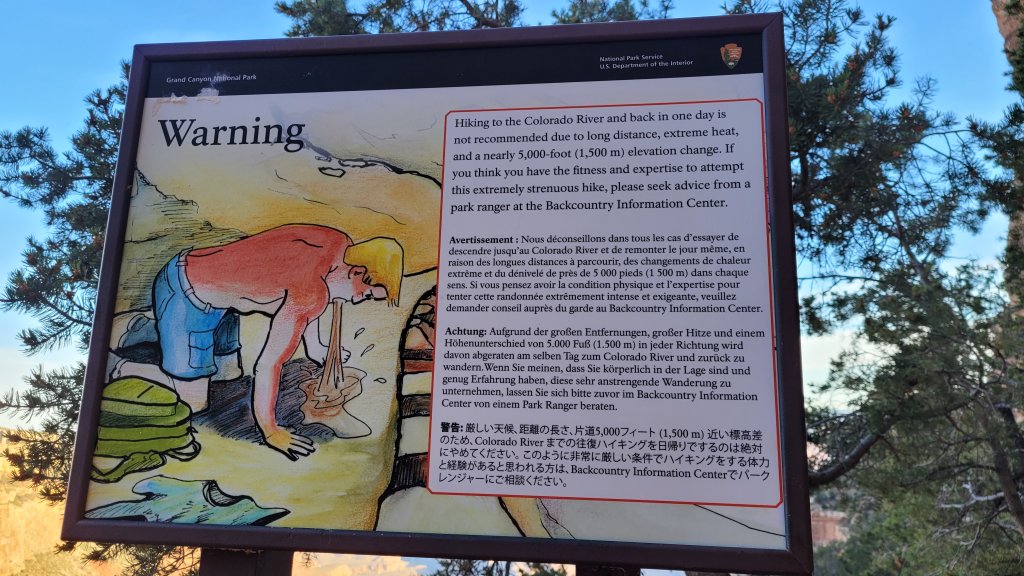 Grand Canyon National Park
National Park Service
U.S. Department of the Interior
Warning
Hiking to the Colorado River and back in one day is
not recommended due to long distance, extreme heat,
and a nearly 5,000-foot (1,500 m) elevation change. If
you think you have the fitness and expertise to attempt
this extremely strenuous hike, please seek advice from a
park ranger at the Backcountry Information Center.
Avertissement : Nous déconseillons dans tous les cas d'essayer de
descendre jusqu'au Colorado River et de remonter le jour même, en
raison des longues distances à parcourir, des changements de chaleur
extrême et du dénivelé de près de 5 000 pieds (1 500 m) dans chaque
sens. Si vous pensez avoir la condition physique et l'expertise pour
tenter cette randonnée extrêmement intense et exigeante, veuillez
demander conseil auprès du garde au Backcountry Information Center.
Achtung: Aufgrund der großen Entfernungen, großer Hitze und einem
Höhenunterschied von 5.000 Fuß (1.500 m) in jeder Richtung wird
davon abgeraten am selben Tag zum Colorado River und zurück zu
wandern.Wenn Sie meinen, dass Sie körperlich in der Lage sind und
genug Erfahrung haben, diese sehr anstrengende Wanderung zu
unternehmen, lassen Sie sich bitte zuvor im Backcountry Information
Center von einem Park Ranger beraten.
警告: 厳しい天候、距離の長さ、片道5,000フィート (1,500 m) 近い標高差
のため、Colorado River までの往復ハイキングを日帰りでするのは絶対
にやめてください。このように非常に厳しい条件でハイキングをする体力
と経験があると思われる方は、Backcountry Information Centerでパーク
レンジャーにご相談ください。